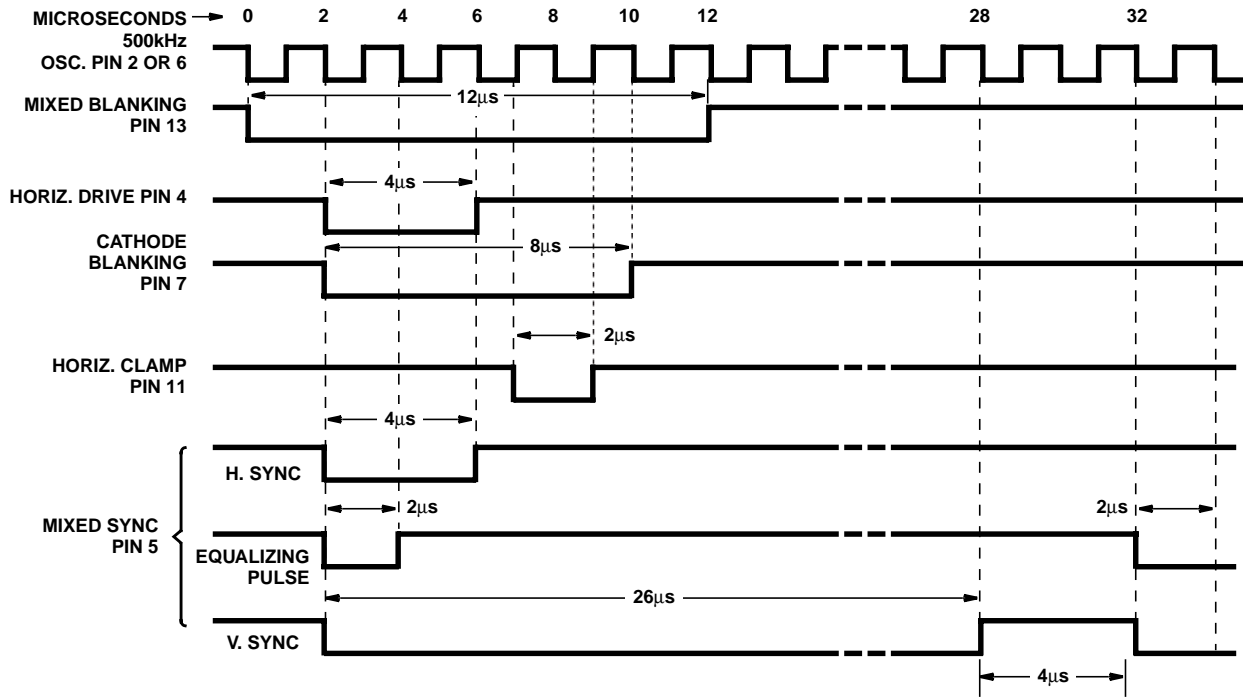 MICROSECONDS 0 2 4 6 8 10 12 28 32
500kHz
OSC. PIN 2 OR 6
12μs
MIXED BLANKING
PIN 13
4μs
HORIZ. DRIVE PIN 4
8μs
CATHODE
BLANKING
PIN 7
2μs
HORIZ. CLAMP
PIN 11
4μs
H. SYNC
2μs 2μs
MIXED SYNC
PIN 5
EQUALIZING
PULSE
26μs
V. SYNC
4μs